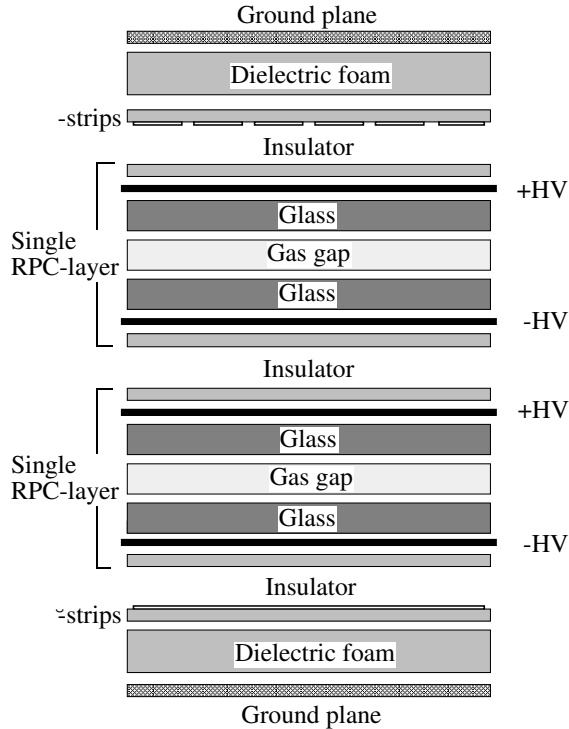 Ground plane
Dielectric foam
-strips
Insulator
+HV
Glass
Single
RPC-layer
Gas gap
Glass
-HV
Insulator
+HV
Glass
Single
RPC-layer
Gas gap
Glass
-HV
Insulator
-strips
Dielectric foam
Ground plane